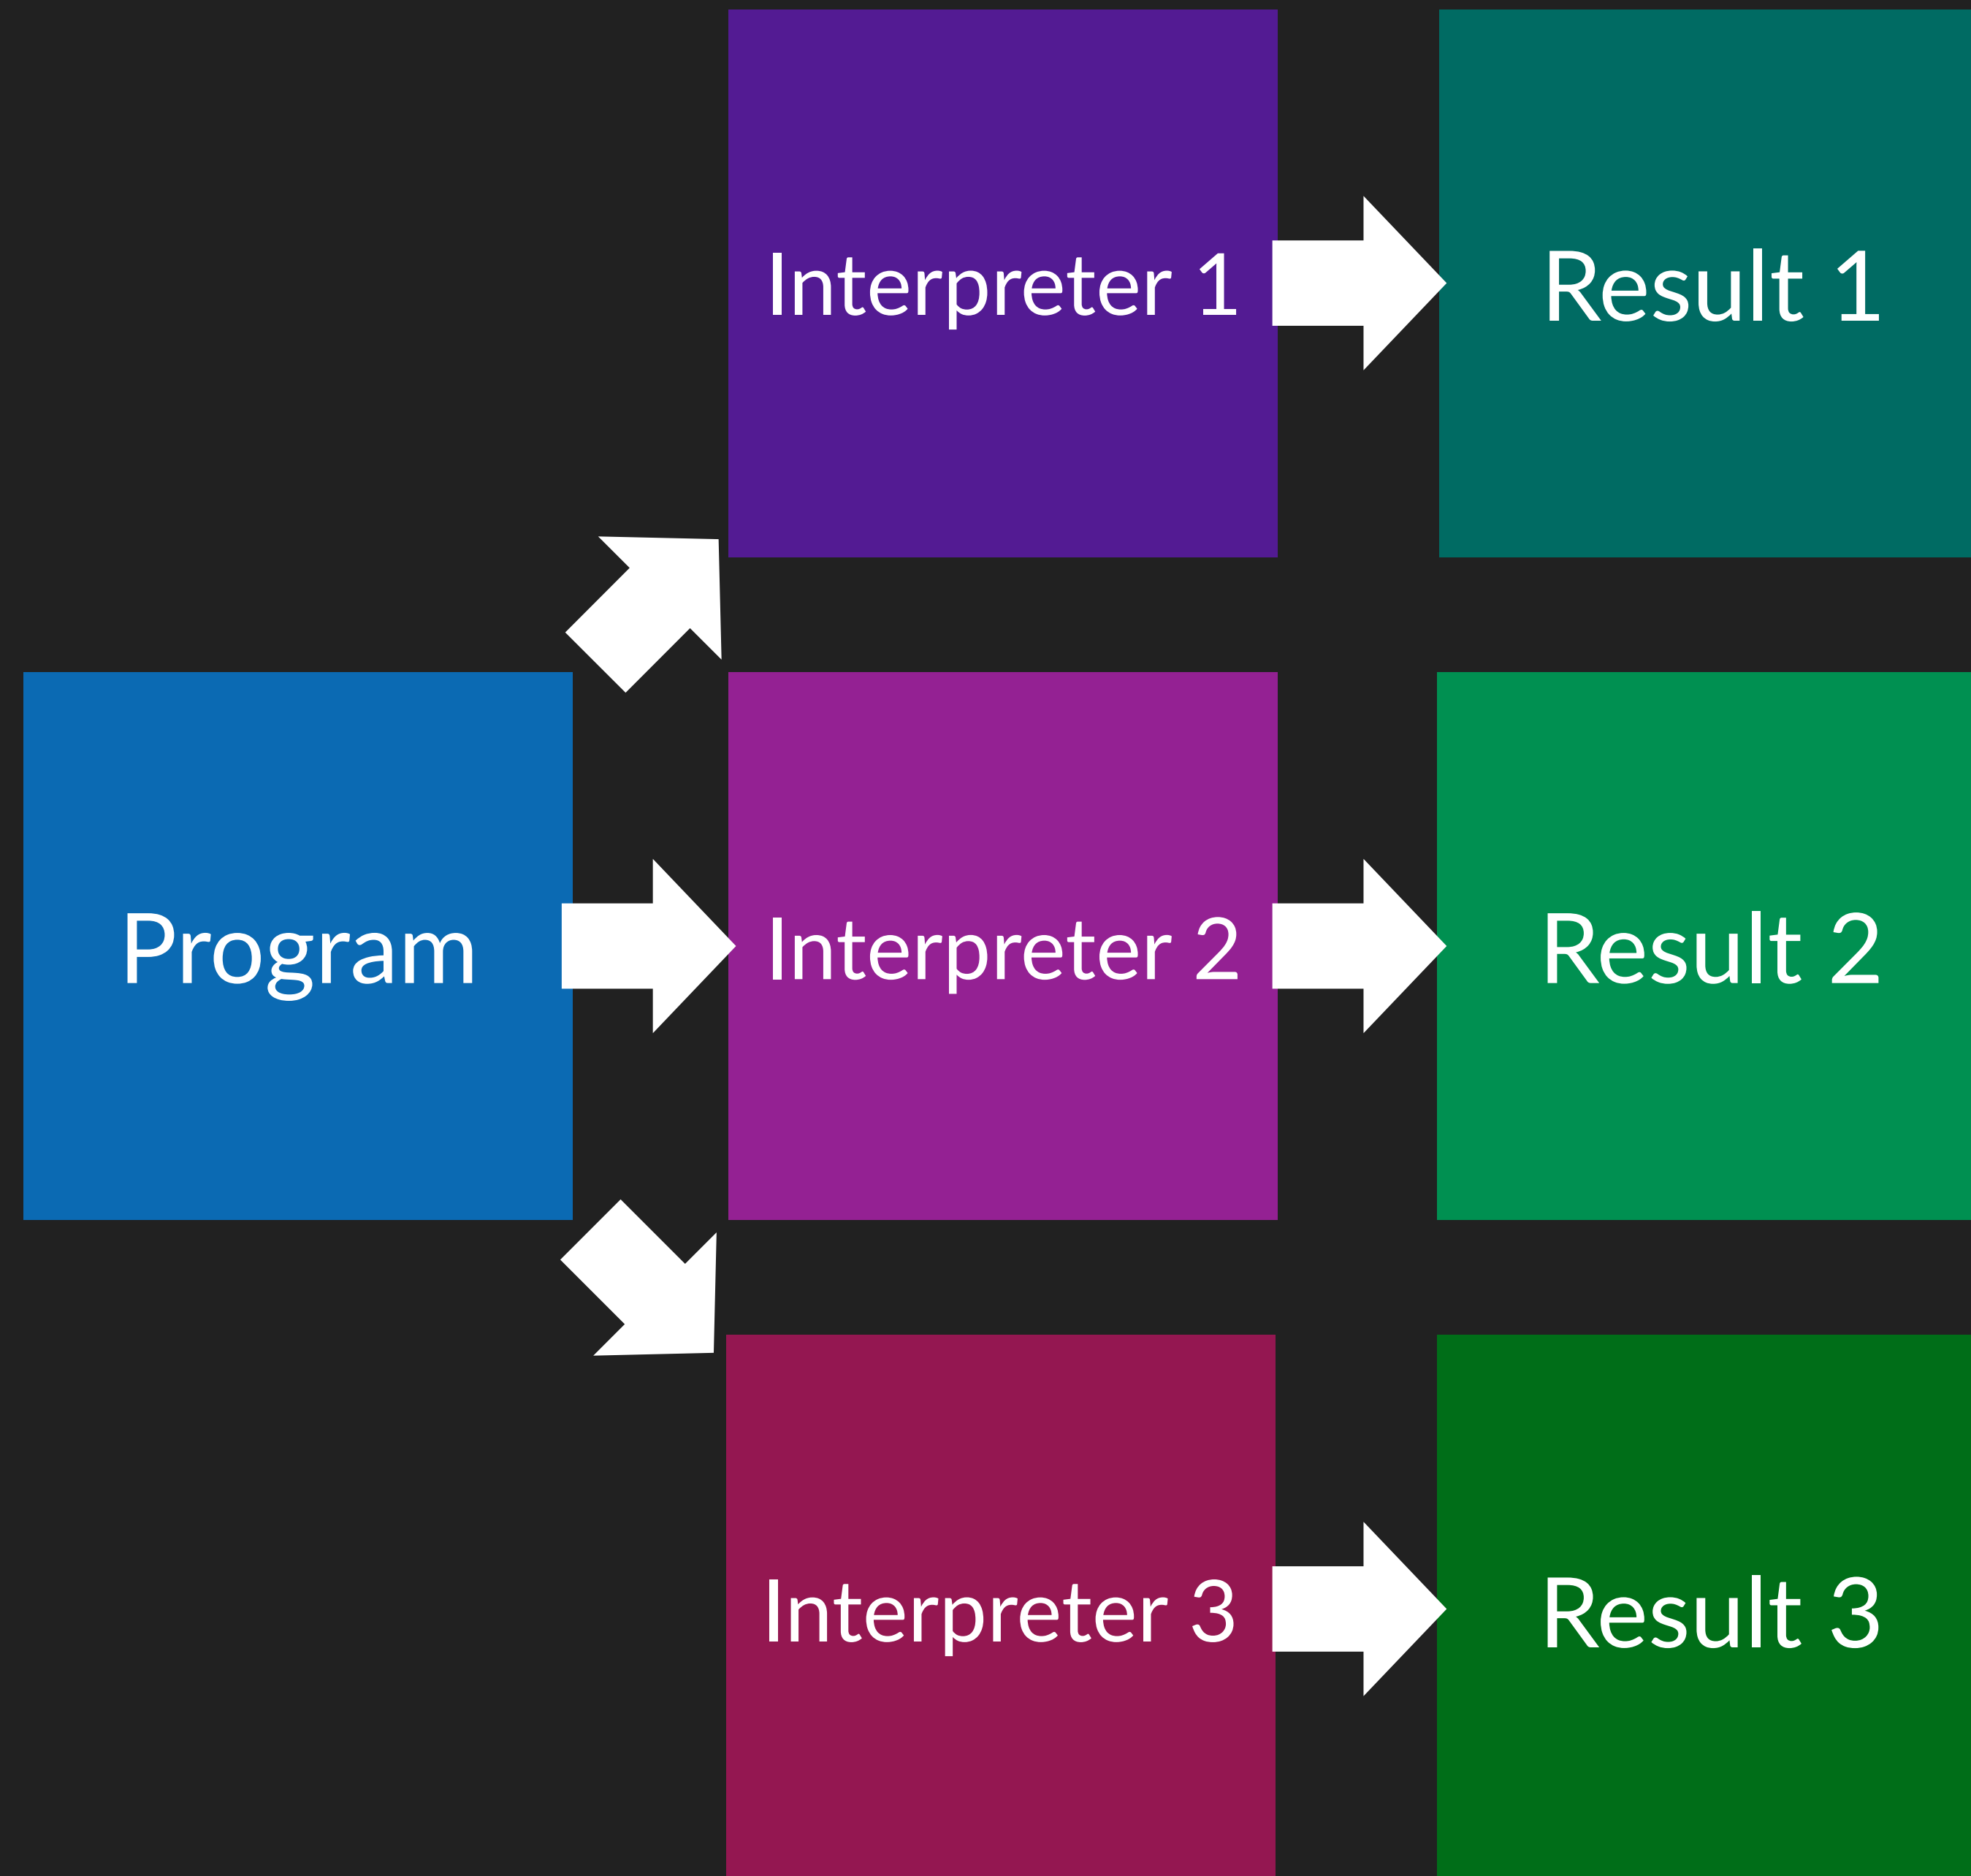 Interpreter 1
Result 1
Program
Interpreter 2
Result 2
Interpreter 3
Result 3